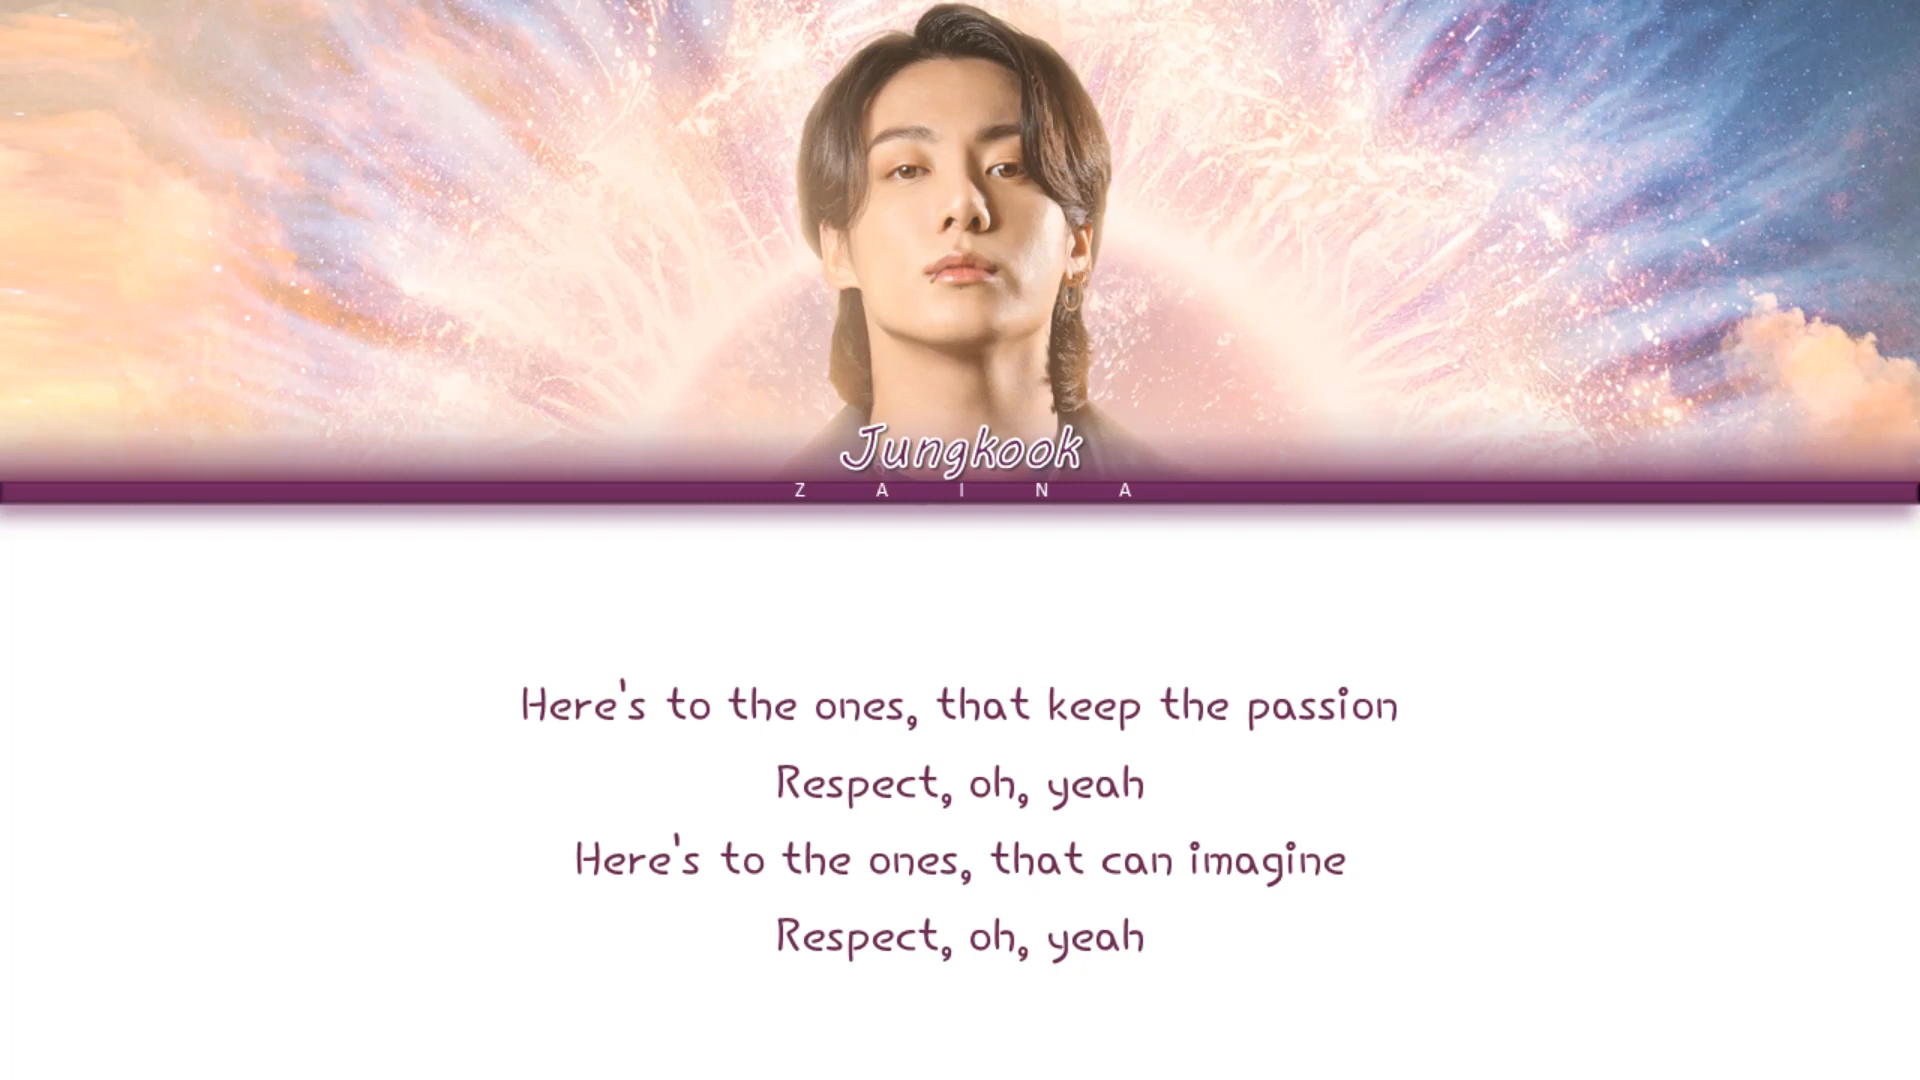 Jungkook
Z A I N A
Here's to the ones, that keep the passion
Respect, oh, yeah
Here's to the ones, that can imagine
Respect, oh, yeah